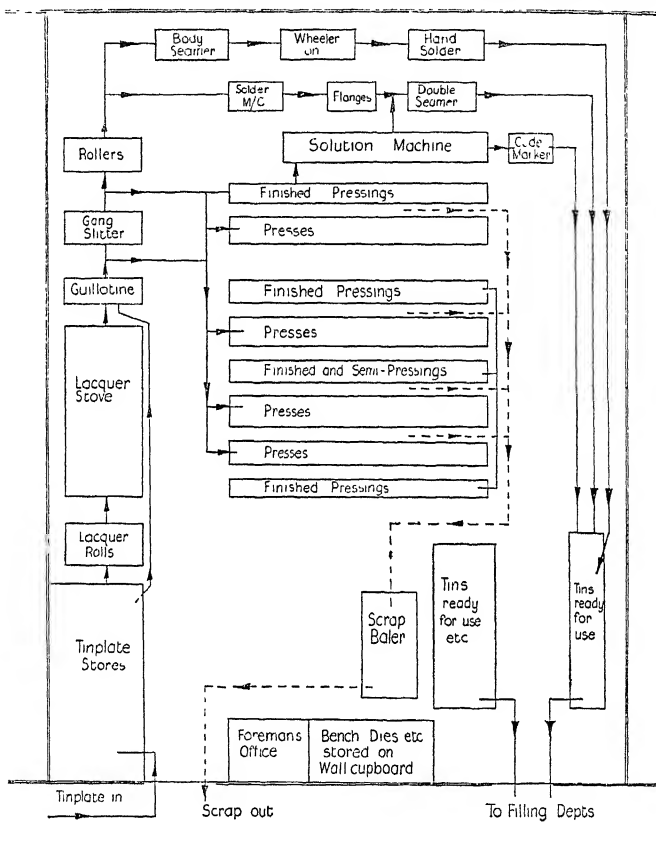 Body
Seamer
Wheeler
on
Hand
Solder
Solder
M/C
Flanges
Double
Seamer
Rollers
Solution Machine
Code
Marker
Finished Pressings
Gang
Slitter
Presses
Guillotine
Finished Pressings
Presses
Lacquer
Stove
Finished and Semi-Pressings
Presses
Presses
Finished Pressings
Lacquer
Rolls
Tinplate
Stores
Scrap
Baler
Tins
ready
for use
etc
Tins
ready
for
use
Foremans
Office
Bench Dies etc
stored on
Wall cupboard
Tinplate in
Scrap out
To Filling Depts